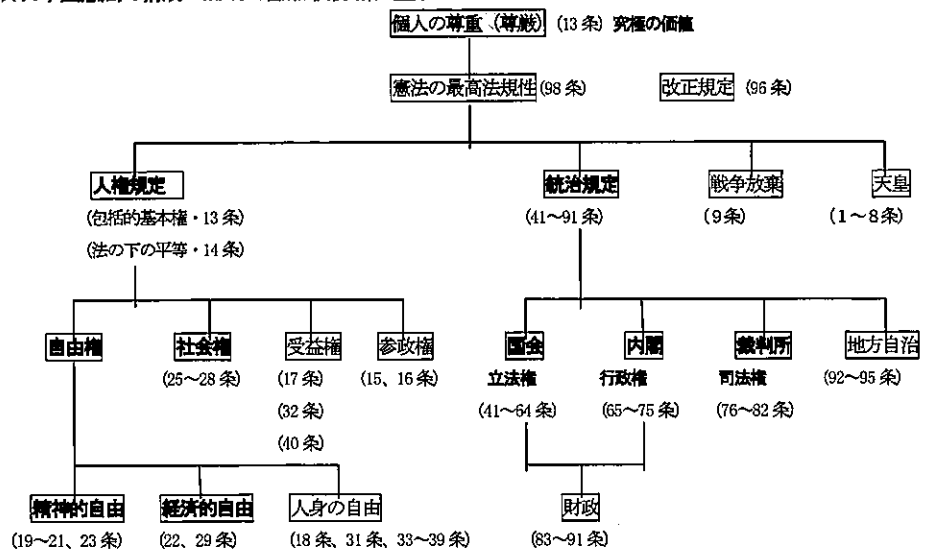 個人の尊重(尊厳) (13条) 究極の価値
憲法の最高法規性(98条) 改正規定 (96条)
人権規定 統治規定 戦争放棄 天皇
(包括的基本権・13条) (41～91条) (9条) (1～8条)
(法の下の平等・14条)
自由権 社会権 受益権 参政権 国会 内閣 裁判所 地方自治
(25～28条) (17条) (15、16条) 立法権 行政権 司法権 (92～95条)
(32条) (41～64条) (65～75条) (76～82条)
(40条)
精神的自由 経済的自由 人身の自由 財政
(19～21、23条) (22、29条) (18条、31条、33～39条) (83～91条)